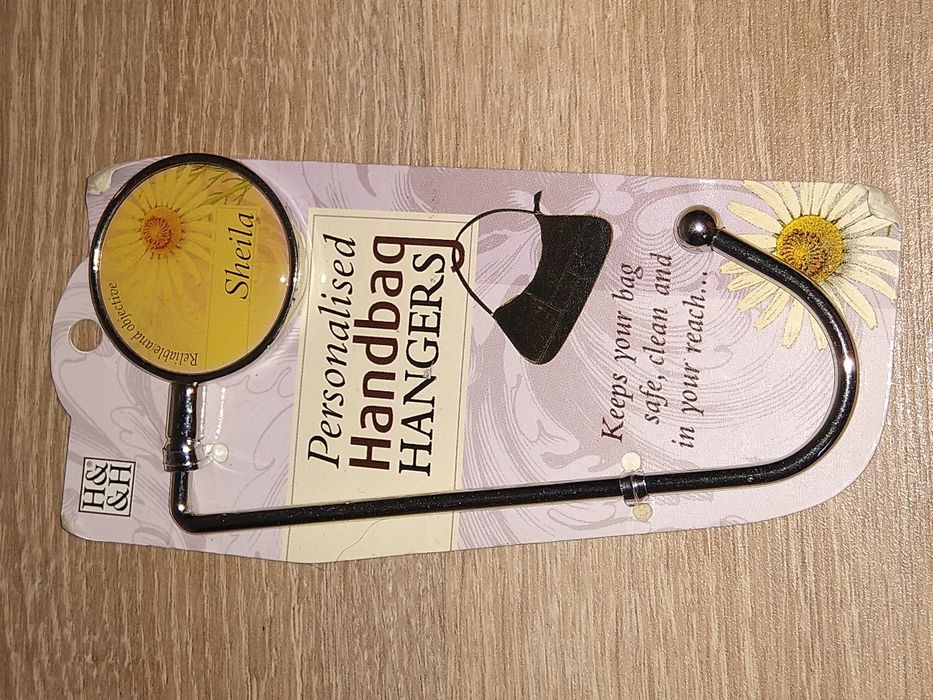 Reliable and objective
Sheila
H&®
&H
Personalised
Handbag
HANGERS
Keeps your bag
safe, clean and
in your reach...